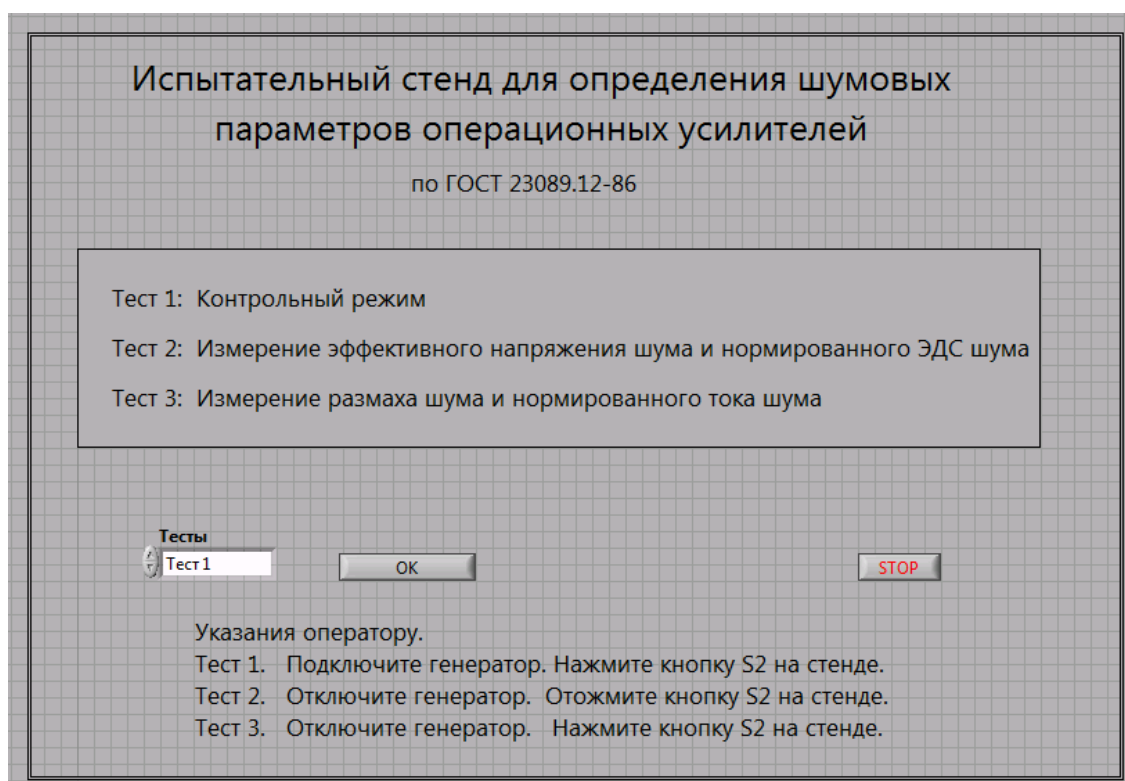 Испытательный стенд для определения шумовых
параметров операционных усилителей
по ГОСТ 23089.12-86
Тест 1: Контрольный режим
Тест 2: Измерение эффективного напряжения шума и нормированного ЭДС шума
Тест 3: Измерение размаха шума и нормированного тока шума
Тесты
Тест 1
OK
STOP
Указания оператору.
Тест 1. Подключите генератор. Нажмите кнопку S2 на стенде.
Тест 2. Отключите генератор. Отожмите кнопку S2 на стенде.
Тест 3. Отключите генератор. Нажмите кнопку S2 на стенде.